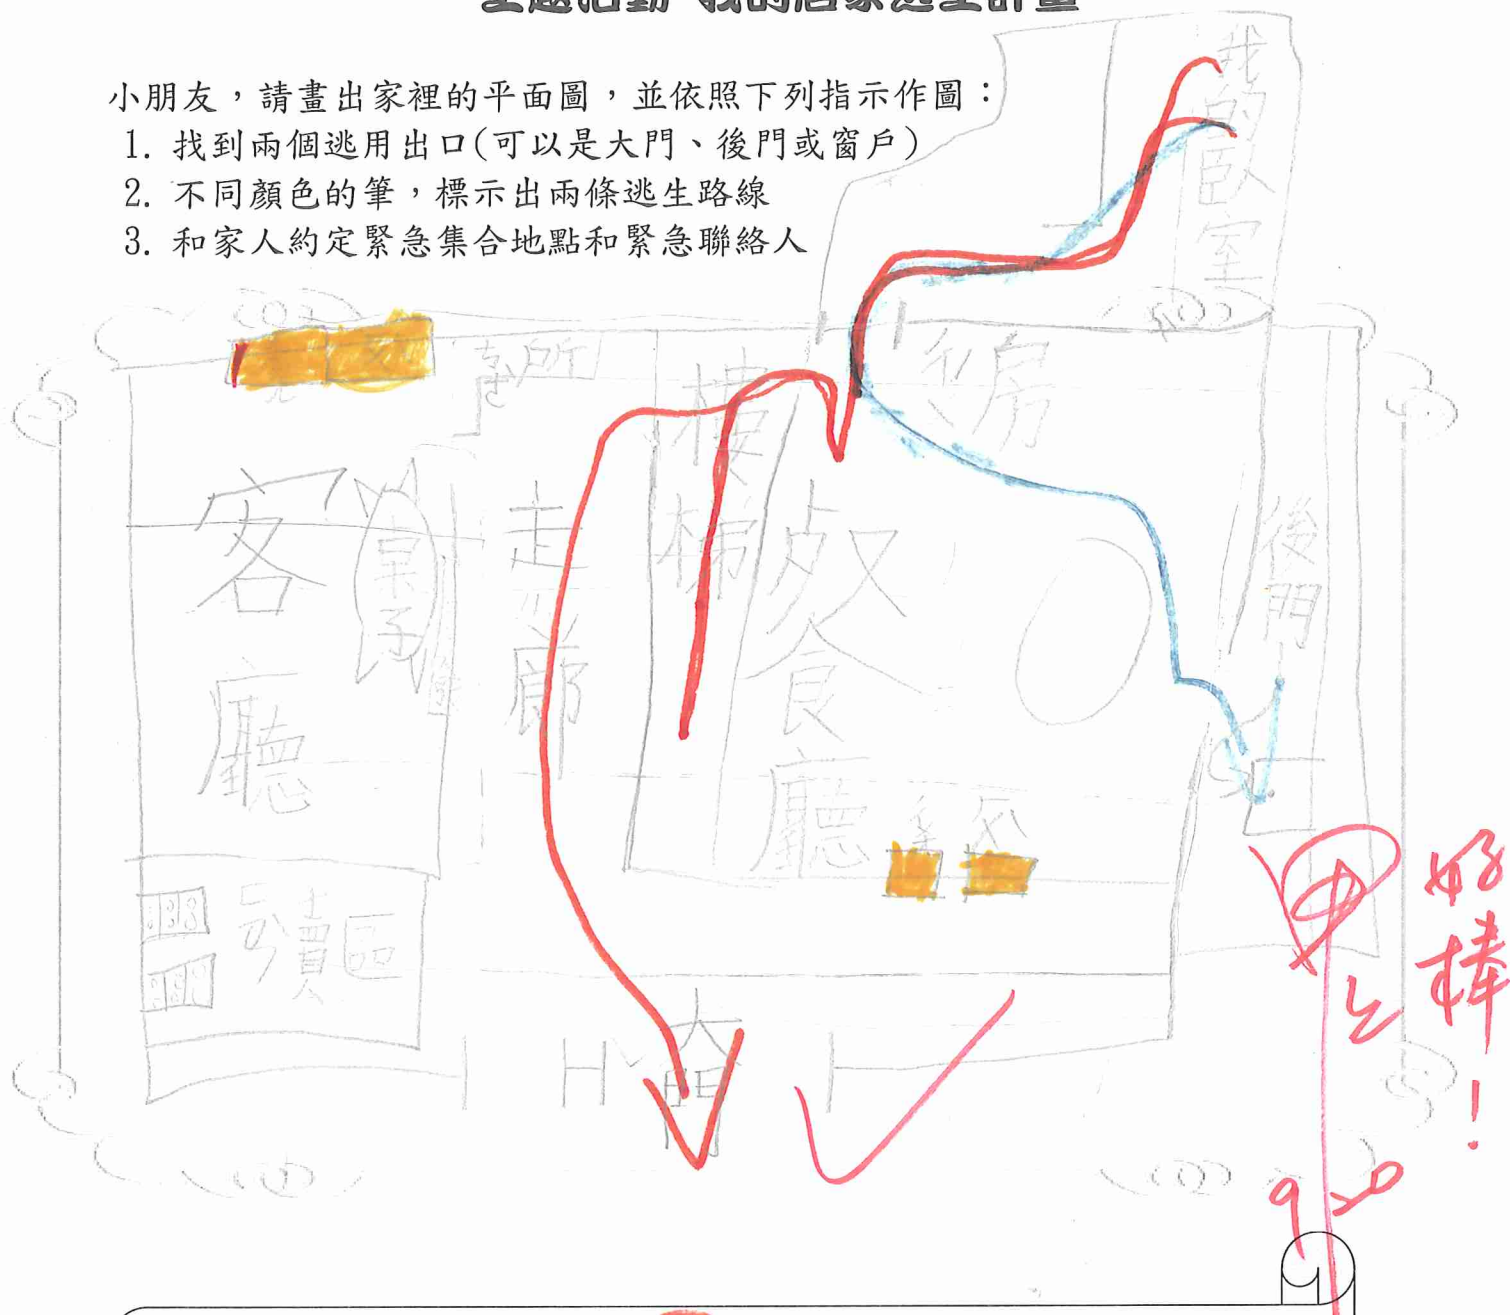 小朋友，請畫出家裡的平面圖，並依照下列指示作圖：
1. 找到兩個逃用出口(可以是大門、後門或窗戶)
2. 不同顏色的筆，標示出兩條逃生路線
3. 和家人約定緊急集合地點和緊急聯絡人
我的臥室
廁所
樓梯
客廳
桌子
走廊
餐廳
後門
閱讀區
大門
好棒！